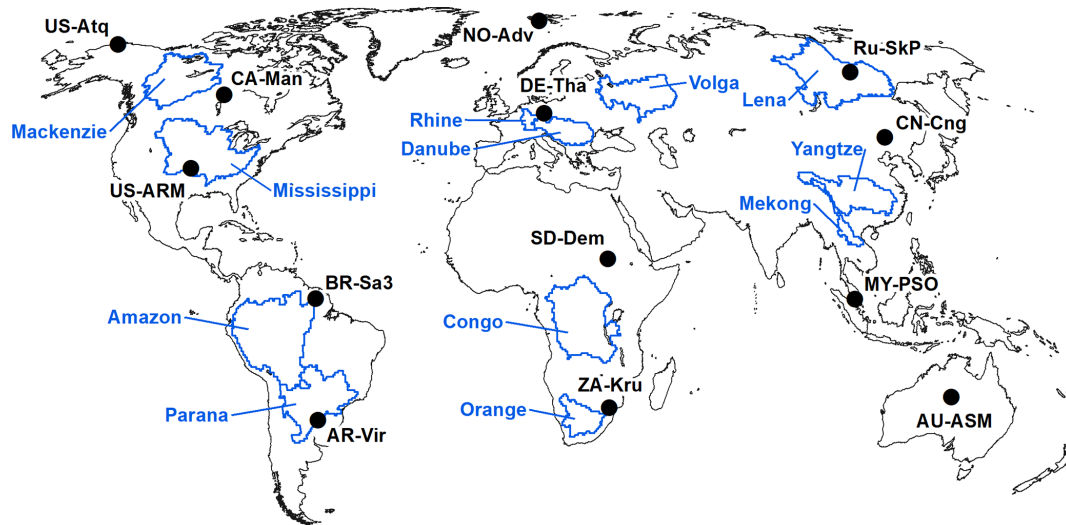 US-Atq
NO-Adv
Ru-SkP
CA-Man
DE-Tha
Volga
Lena
Mackenzie
Rhine
CN-Cng
Danube
Yangtze
US-ARM
Mississippi
Mekong
SD-Dem
BR-Sa3
MY-PSO
Amazon
Congo
ZA-Kru
Parana
Orange
AR-Vir
AU-ASM